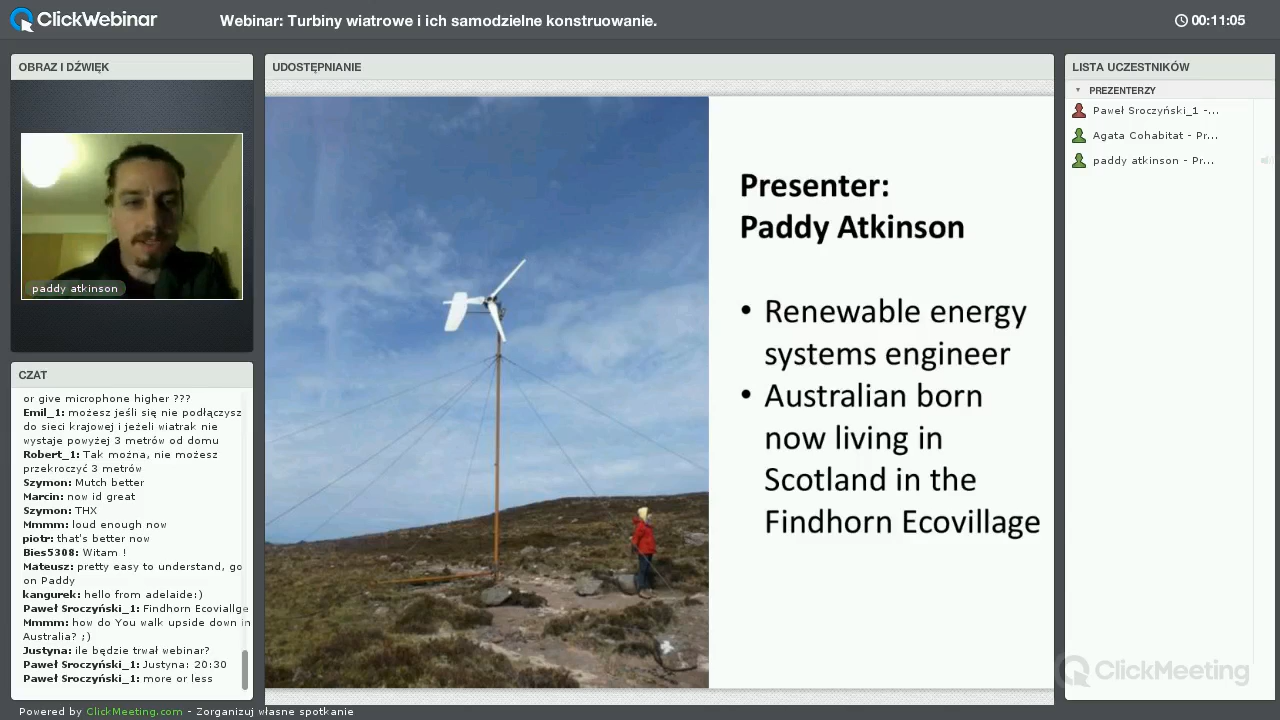 ClickWebinar
Webinar: Turbiny wiatrowe i ich samodzielne konstruowanie.
00:11:05
OBRAZ I DŹWIĘK
paddy atkinson
CZAT
or give microphone higher ???
Emil_1: możesz jeśli się nie podłączysz
do sieci krajowej i jeżeli wiatrak nie
wystaje powyżej 3 metrów od domu
Robert_1: Tak można, nie możesz
przekroczyć 3 metrów
Szymon: Mutch better
Marcin: now id great
Szymon: THX
Mmmm: loud enough now
piotr: that's better now
Bies5308: Witam !
Mateusz: pretty easy to understand, go
on Paddy
kangurek: hello from adelaide:)
Paweł Sroczyński_1: Findhorn Ecoviallge
Mmmm: how do You walk upside down in
Australia? ;)
Justyna: ile będzie trwał webinar?
Paweł Sroczyński_1: Justyna: 20:30
Paweł Sroczyński_1: more or less
UDOSTĘPNIANIE
Presenter:
Paddy Atkinson
• Renewable energy
systems engineer
• Australian born
now living in
Scotland in the
Findhorn Ecovillage
LISTA UCZESTNIKÓW
PREZENTERZY
Paweł Sroczyński_1 -...
Agata Cohabitat - Pr...
paddy atkinson - Pr...
ClickMeeting
Powered by ClickMeeting.com - Zorganizuj własne spotkanie